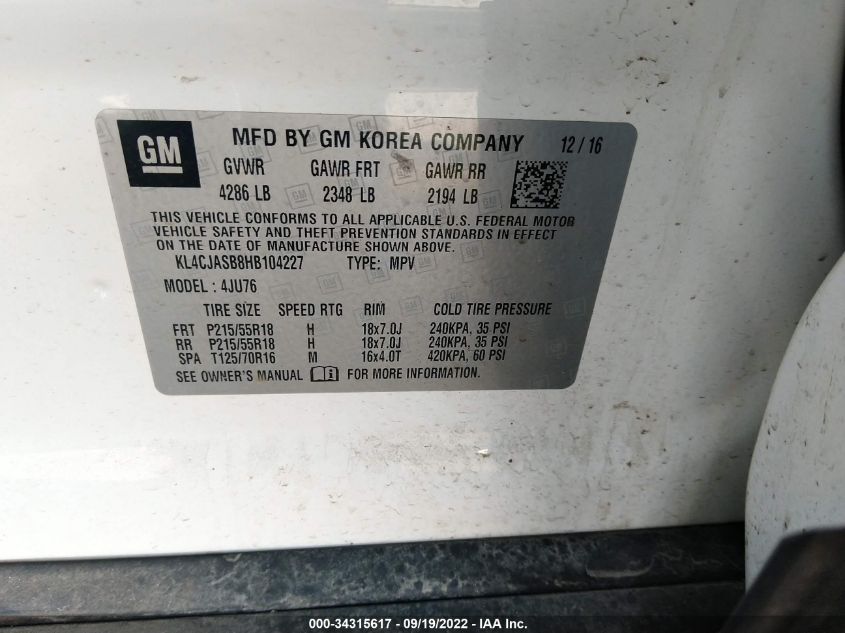 GM MFD BY GM KOREA COMPANY 12 / 16
GVWR GAWR FRT GAWR RR
4286 LB 2348 LB 2194 LB
THIS VEHICLE CONFORMS TO ALL APPLICABLE U.S. FEDERAL MOTOR
VEHICLE SAFETY AND THEFT PREVENTION STANDARDS IN EFFECT
ON THE DATE OF MANUFACTURE SHOWN ABOVE.
KL4CJASB8HB104227 TYPE: MPV
MODEL : 4JU76
TIRE SIZE SPEED RTG RIM COLD TIRE PRESSURE
FRT P215/55R18 H 18x7.0J 240KPA, 35 PSI
RR P215/55R18 H 18x7.0J 240KPA, 35 PSI
SPA T125/70R16 M 16x4.0T 420KPA, 60 PSI
SEE OWNER'S MANUAL FOR MORE INFORMATION.
000-34315617 - 09/19/2022 - IAA Inc.